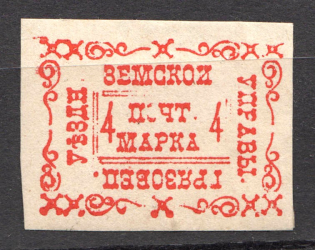 ЗЕМСКОЙ
УПРАВЫ.
ГРЯЗОВЕЦ.
УѢЗДН
4 ПОЧТ. 4
МАРКА